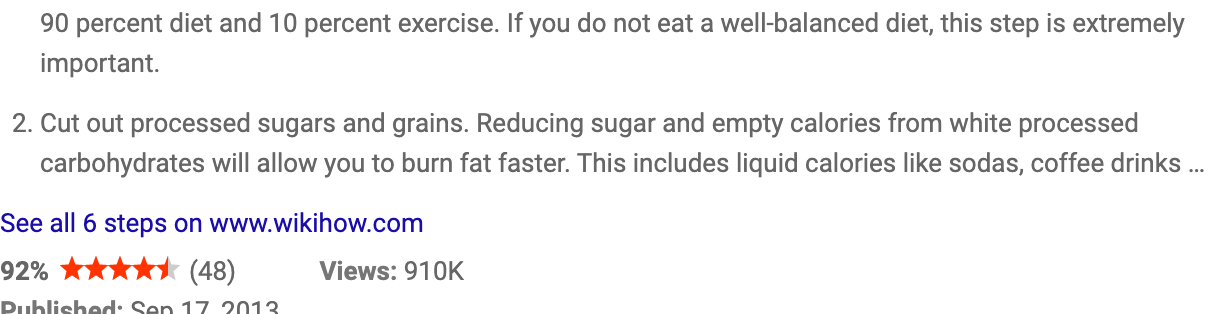 90 percent diet and 10 percent exercise. If you do not eat a well-balanced diet, this step is extremely
important.
2. Cut out processed sugars and grains. Reducing sugar and empty calories from white processed
carbohydrates will allow you to burn fat faster. This includes liquid calories like sodas, coffee drinks ...
See all 6 steps on www.wikihow.com
92% (48) Views: 910K
Published: Sep 17, 2013